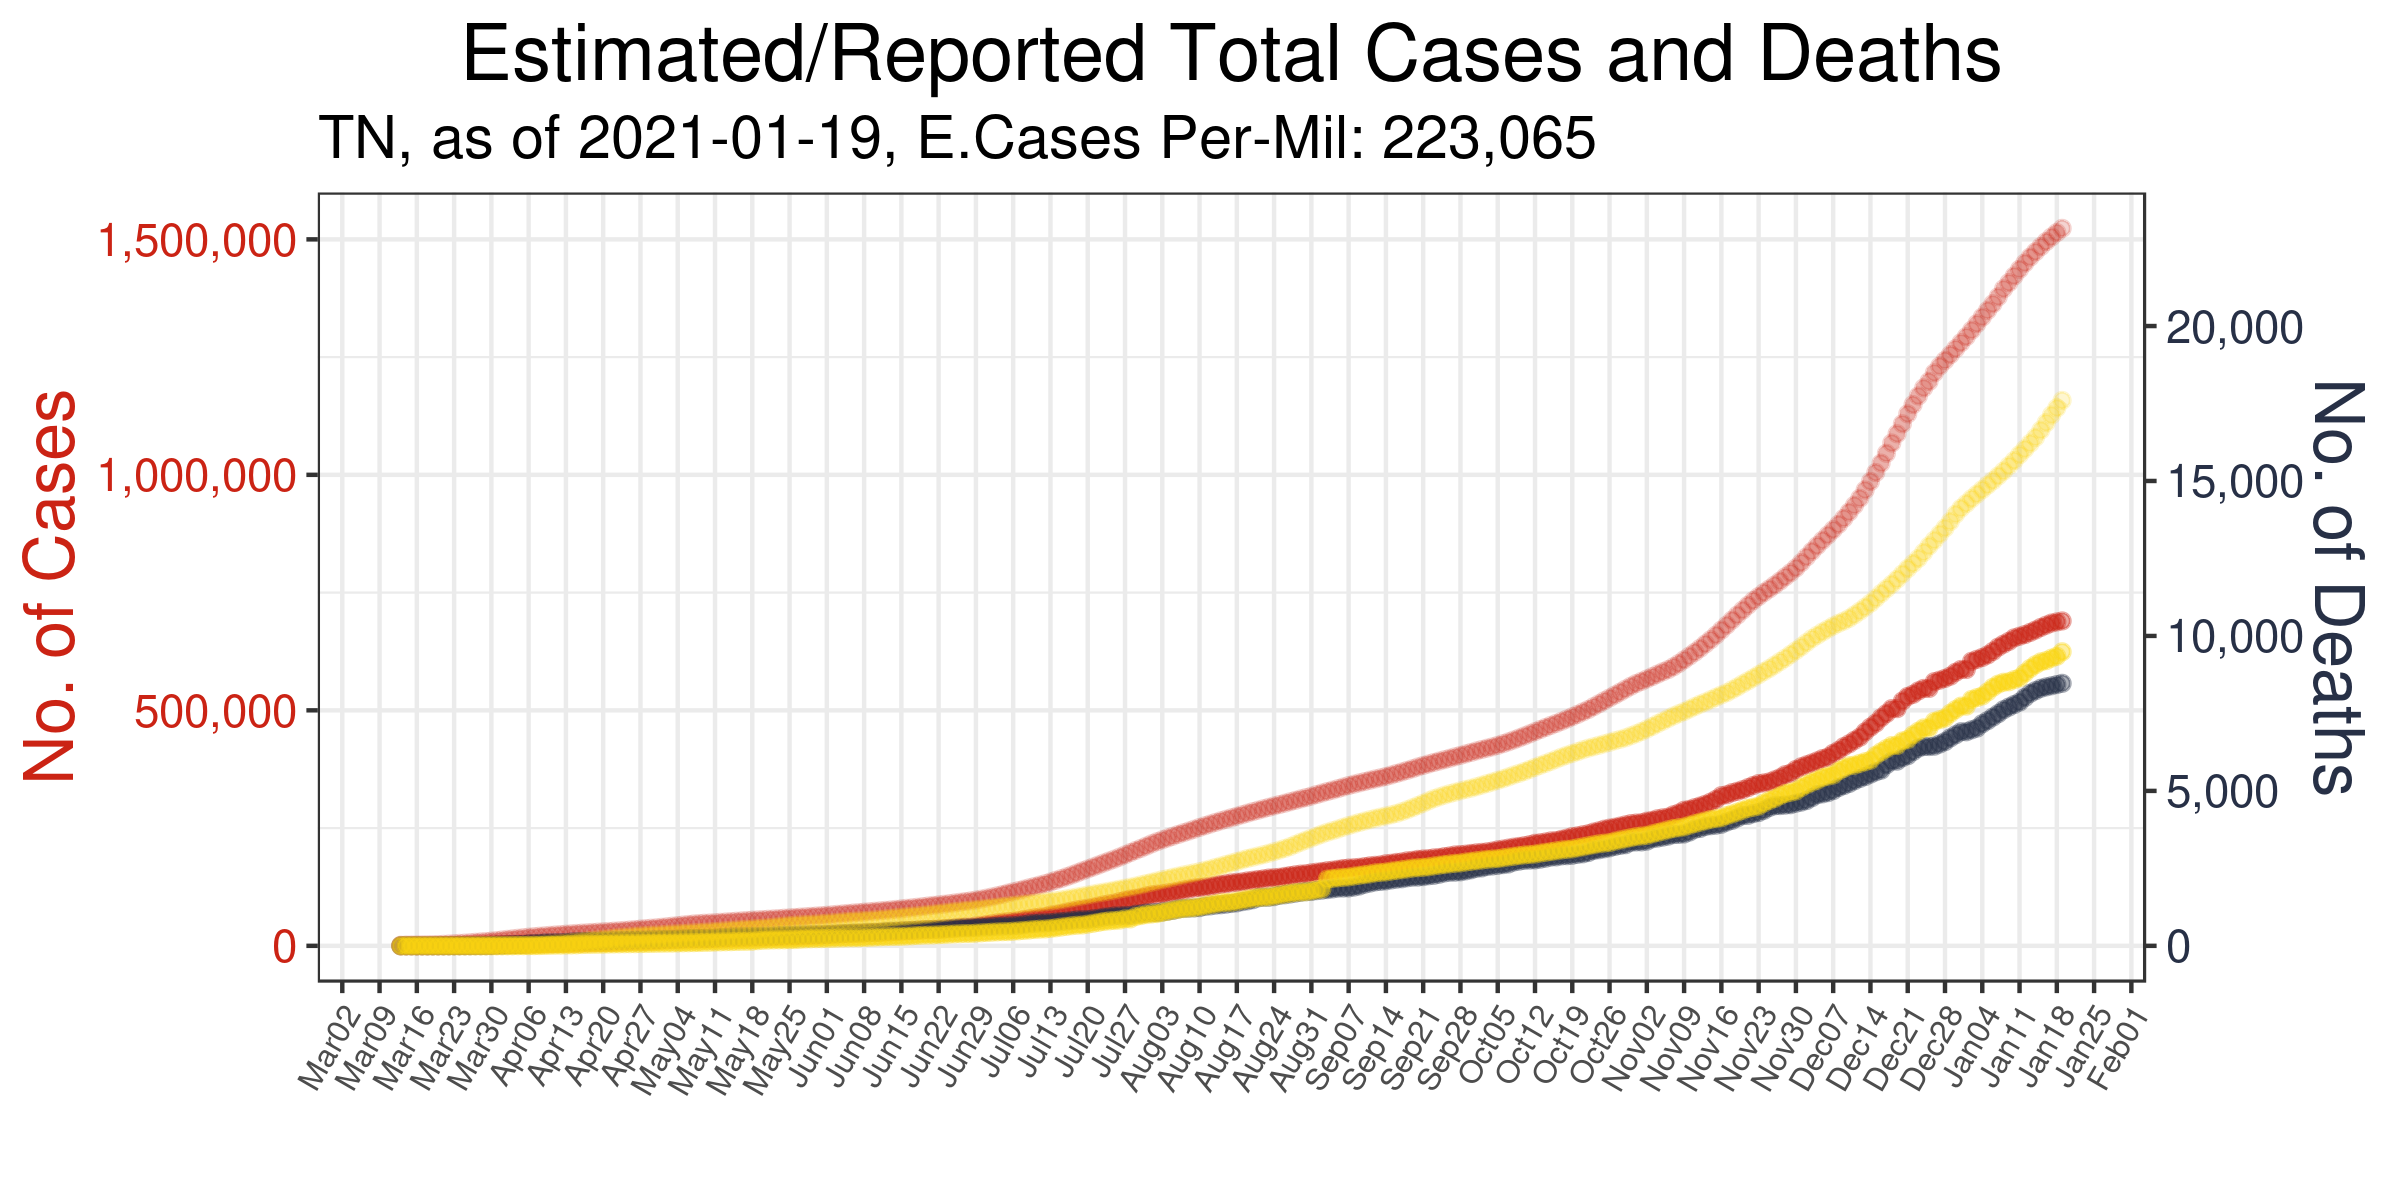 Estimated/Reported Total Cases and Deaths
TN, as of 2021-01-19, E.Cases Per-Mil: 223,065
No. of Cases
1,500,000
1,000,000
500,000
0
20,000
15,000
10,000
5,000
0
No. of Deaths
Mar02 Mar09 Mar16 Mar23 Mar30 Apr06 Apr13 Apr20 Apr27 May04 May11 May18 May25 Jun01 Jun08 Jun15 Jun22 Jun29 Jul06 Jul13 Jul20 Jul27 Aug03 Aug10 Aug17 Aug24 Aug31 Sep07 Sep14 Sep21 Sep28 Oct05 Oct12 Oct19 Oct26 Nov02 Nov09 Nov16 Nov23 Nov30 Dec07 Dec14 Dec21 Dec28 Jan04 Jan11 Jan18 Jan25 Feb01